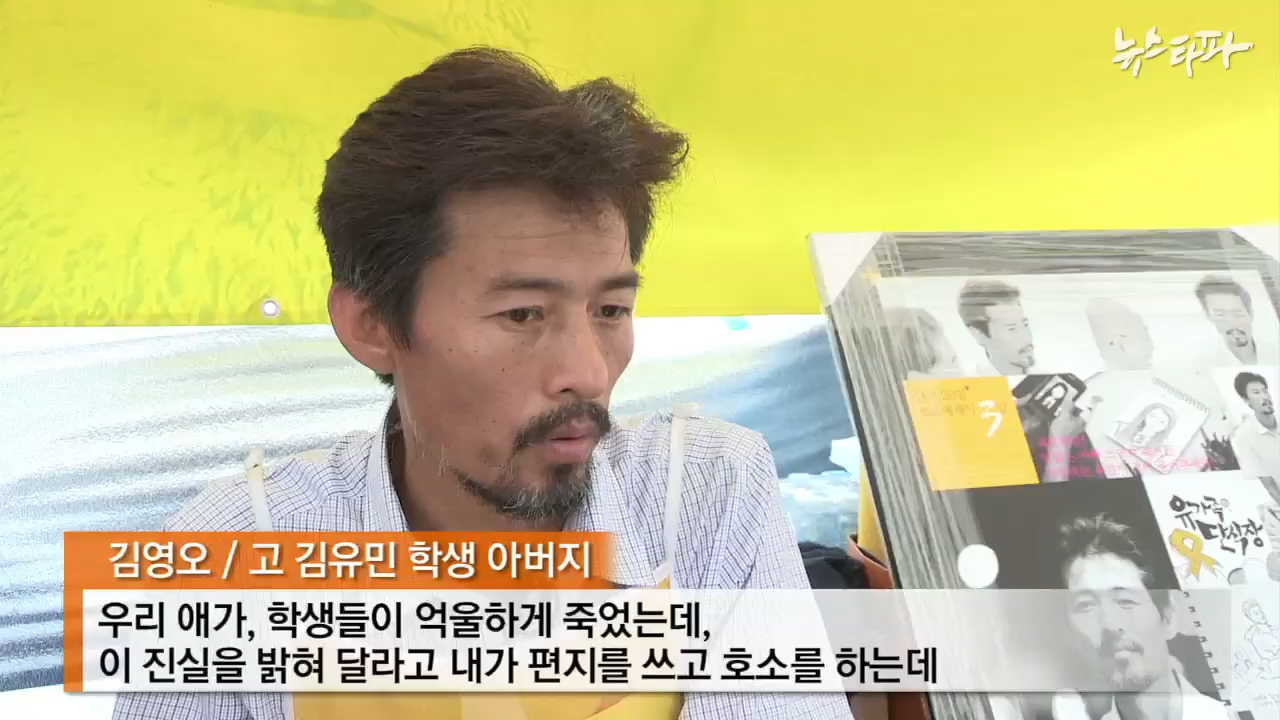 뉴스타파
3
유가족
단식장
김영오 / 고 김유민 학생 아버지
우리 애가, 학생들이 억울하게 죽었는데,
이 진실을 밝혀 달라고 내가 편지를 쓰고 호소를 하는데